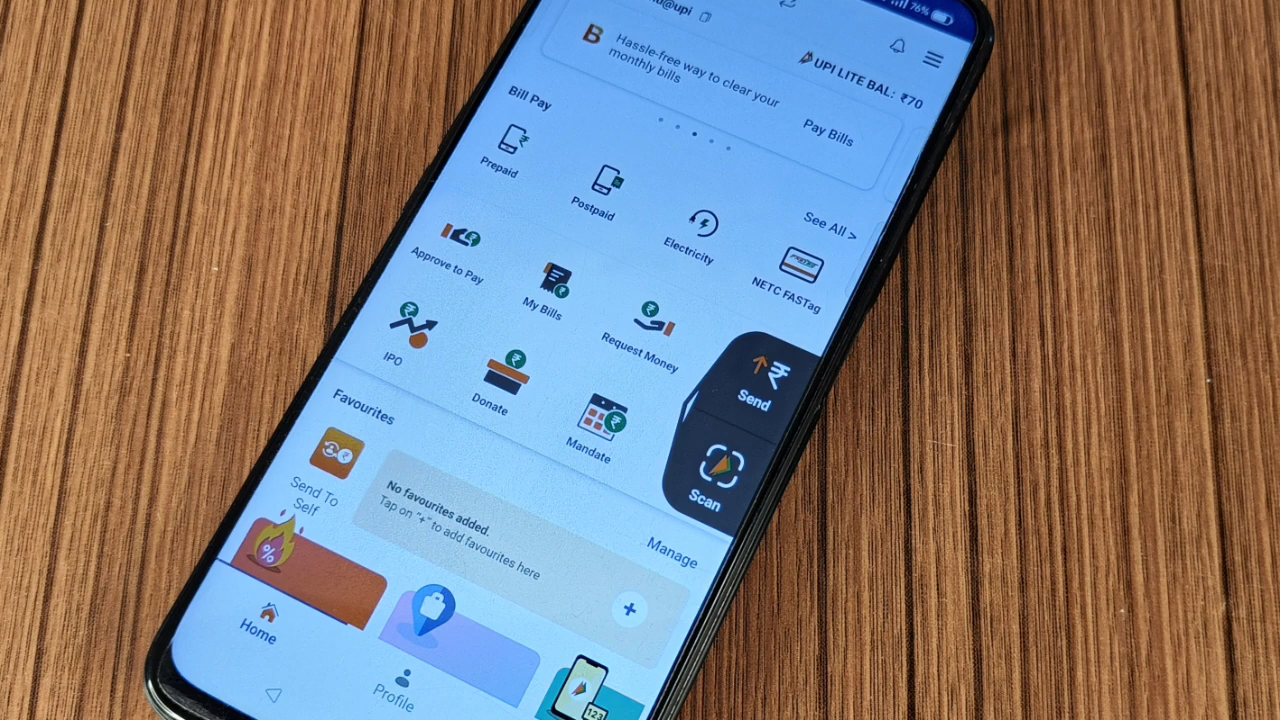 @upi
76%
UPI LITE BAL: ₹70
B
Hassle-free way to clear your
monthly bills
Pay Bills
Bill Pay
See All >
Prepaid
Postpaid
Electricity
NETC FASTag
Approve to Pay
My Bills
Request Money
IPO
Donate
Mandate
Send
Scan
Favourites
Send To
Self
No favourites added.
Tap on "+" to add favourites here
Manage
+
%
123
Home
Profile